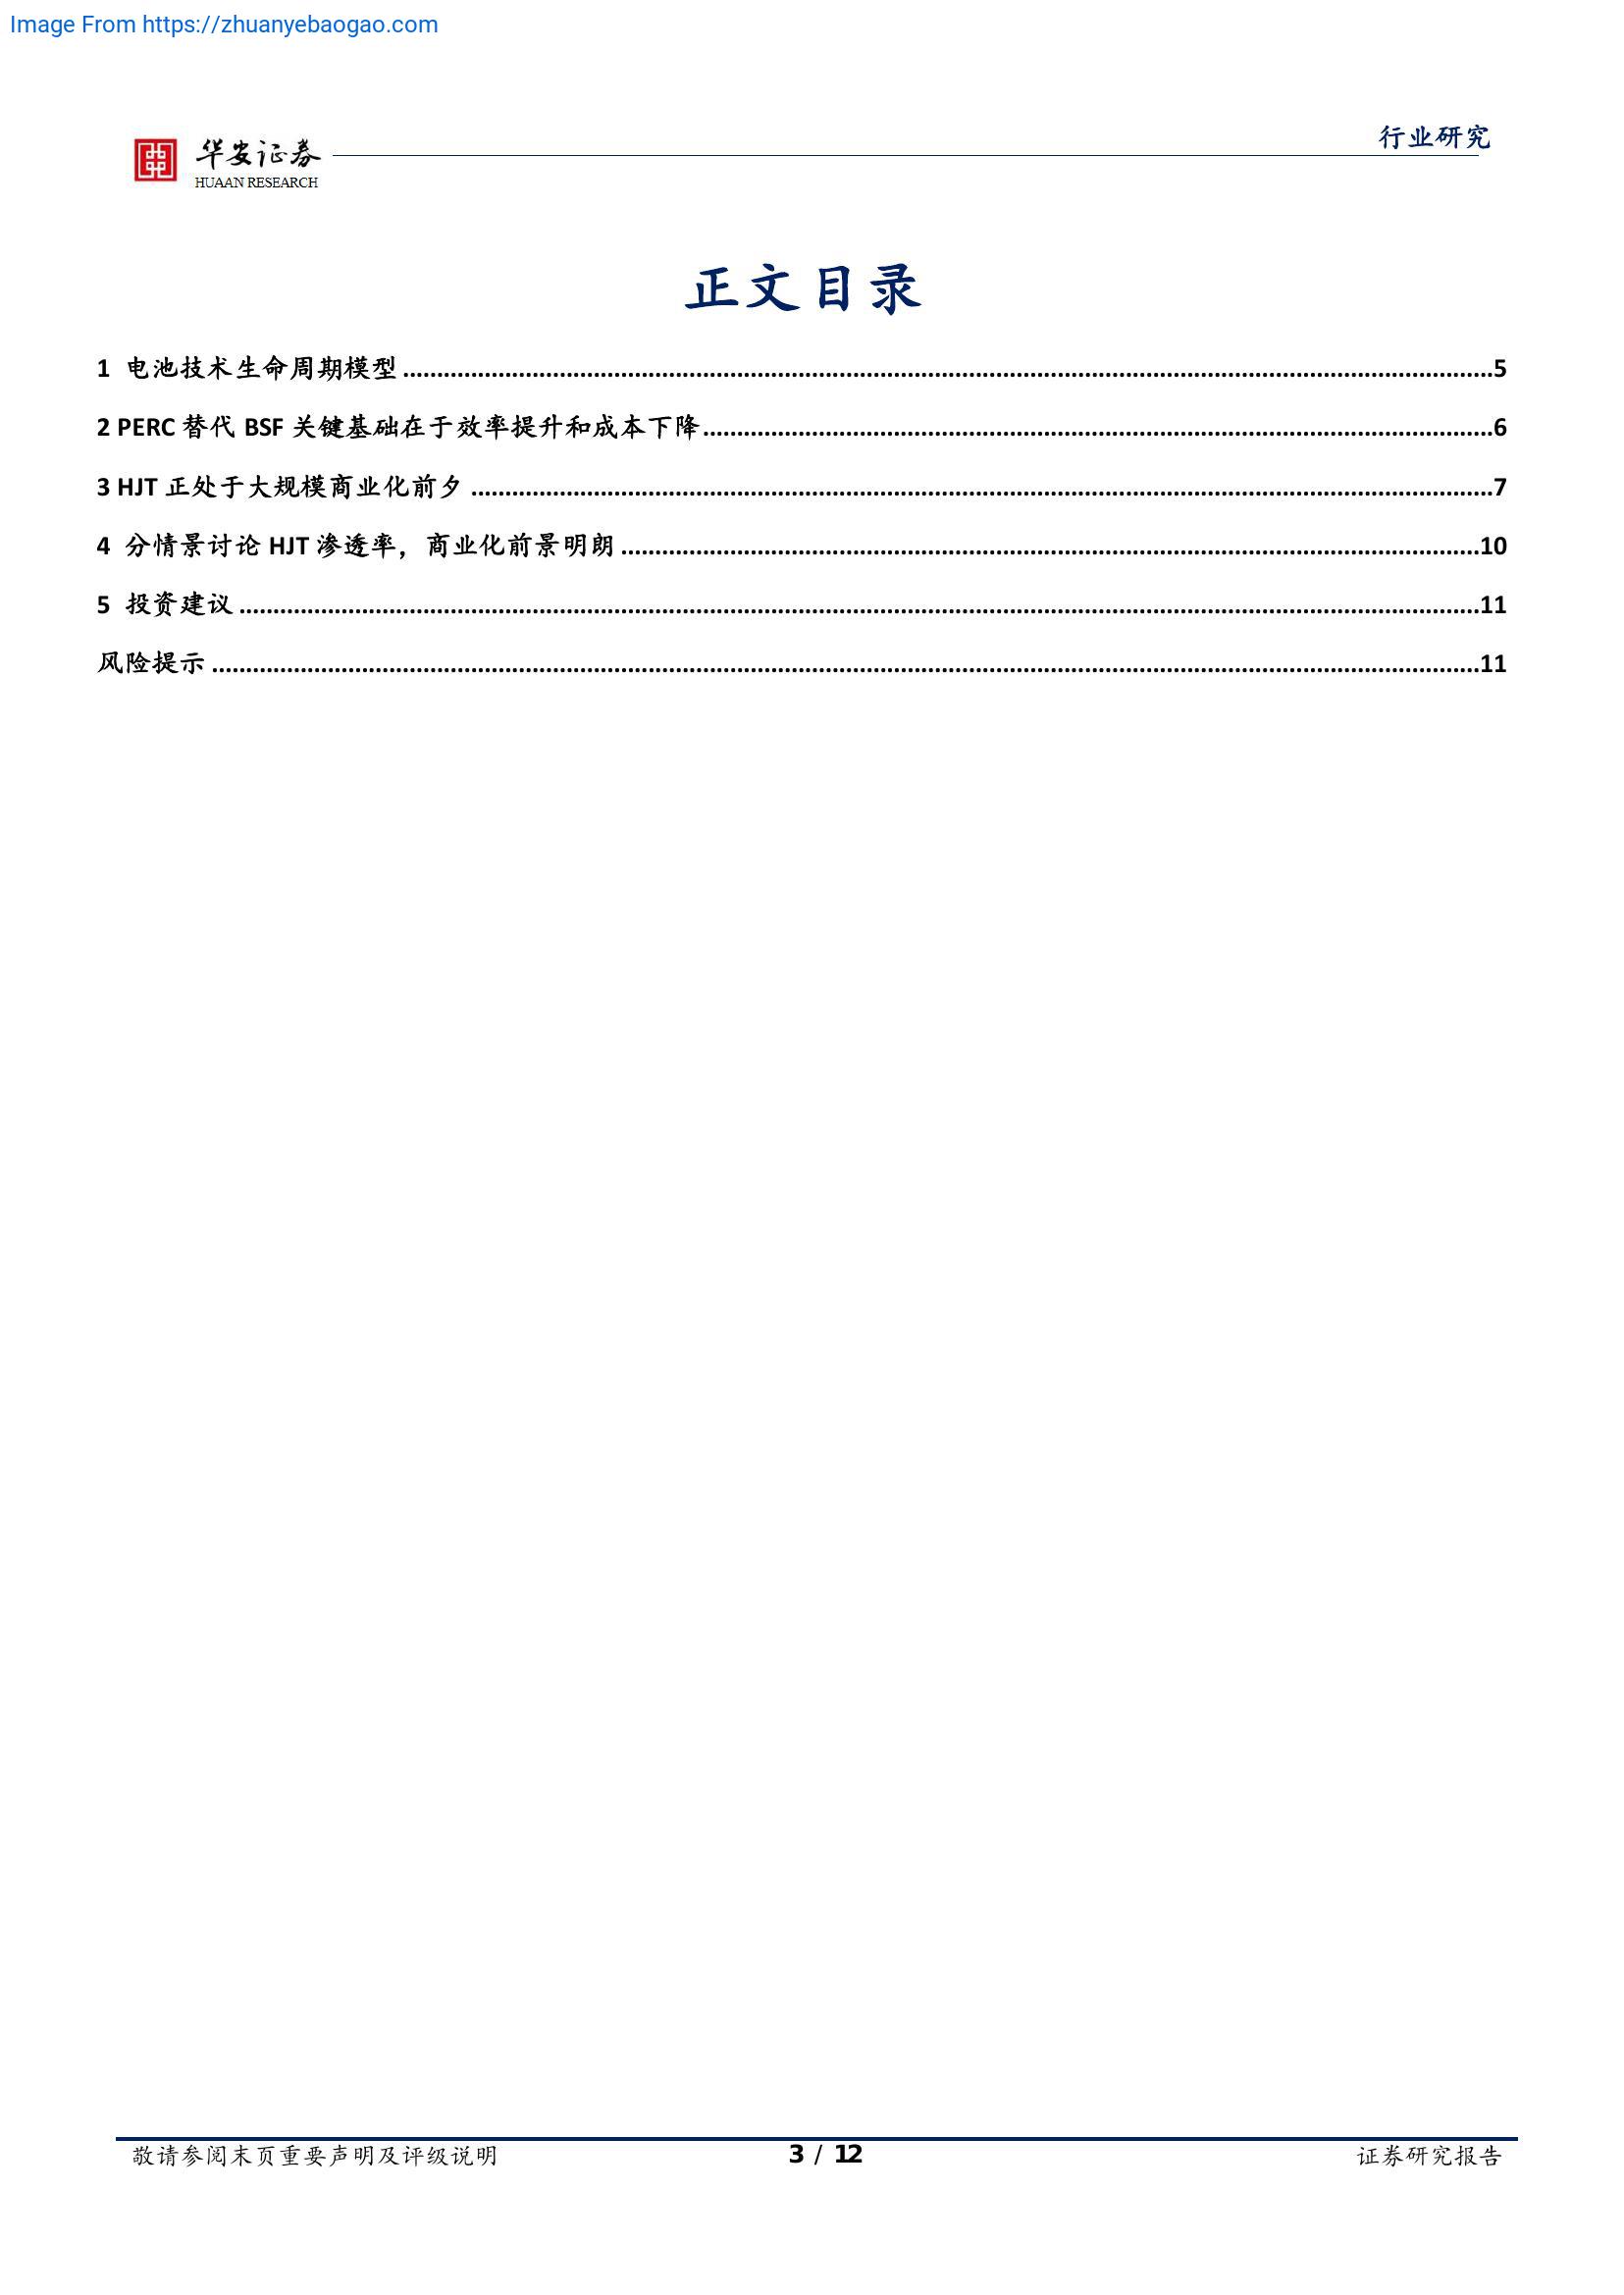 Image From https://zhuanyebaogao.com
行业研究
华安证券
HUAAN RESEARCH
正文目录
1 电池技术生命周期模型 ........ 5
2 PERC 替代 BSF 关键基础在于效率提升和成本下降 ........ 6
3 HJT 正处于大规模商业化前夕 ........ 7
4 分情景讨论 HJT 渗透率，商业化前景明朗 ........ 10
5 投资建议 ........ 11
风险提示 ........ 11
敬请参阅末页重要声明及评级说明 3 / 12 证券研究报告